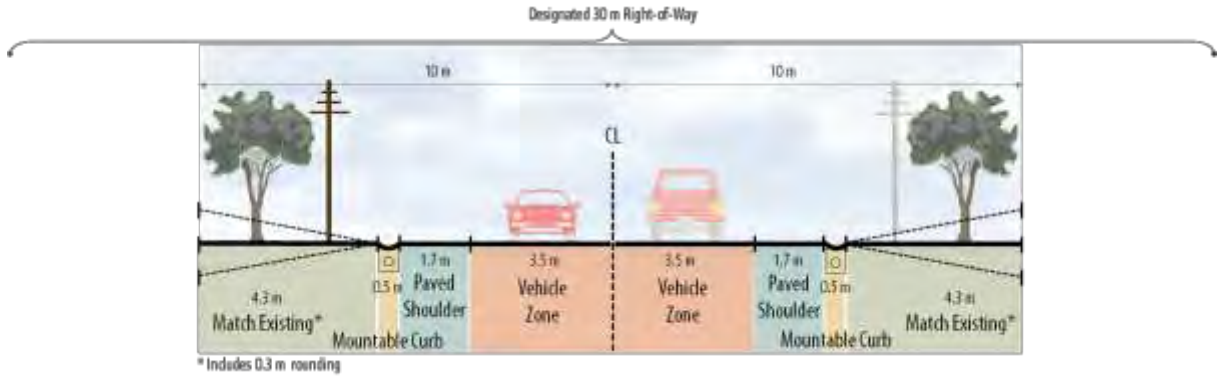 Designated 30 m Right-of-Way
10 m
10 m
CL
4.3 m
Match Existing*
0.5 m
Mountable Curb
1.7 m
Paved
Shoulder
3.5 m
Vehicle
Zone
3.5 m
Vehicle
Zone
1.7 m
Paved
Shoulder
0.5 m
Mountable Curb
4.3 m
Match Existing*
* Includes 0.3 m rounding